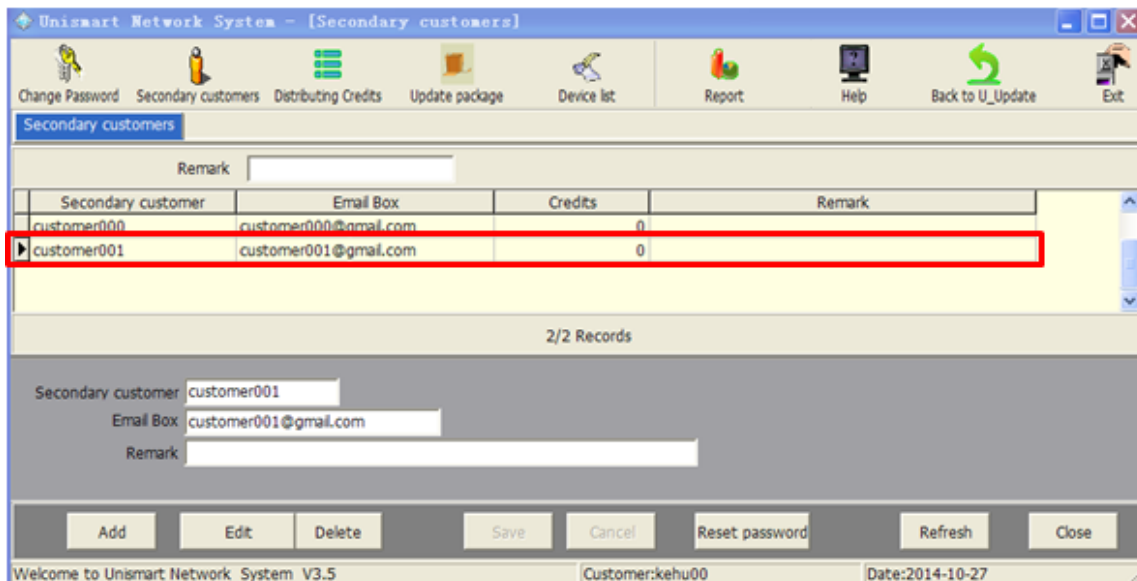 Unismart Network System - [Secondary customers]
Change Password Secondary customers Distributing Credits Update package Device list Report Help Back to U_Update Exit
Secondary customers
Remark
Secondary customer Email Box Credits Remark
customer000 customer000@gmail.com 0
customer001 customer001@gmail.com 0
2/2 Records
Secondary customer customer001
Email Box customer001@gmail.com
Remark
Add Edit Delete Save Cancel Reset password Refresh Close
Welcome to Unismart Network System V3.5 Customer:kehu00 Date:2014-10-27